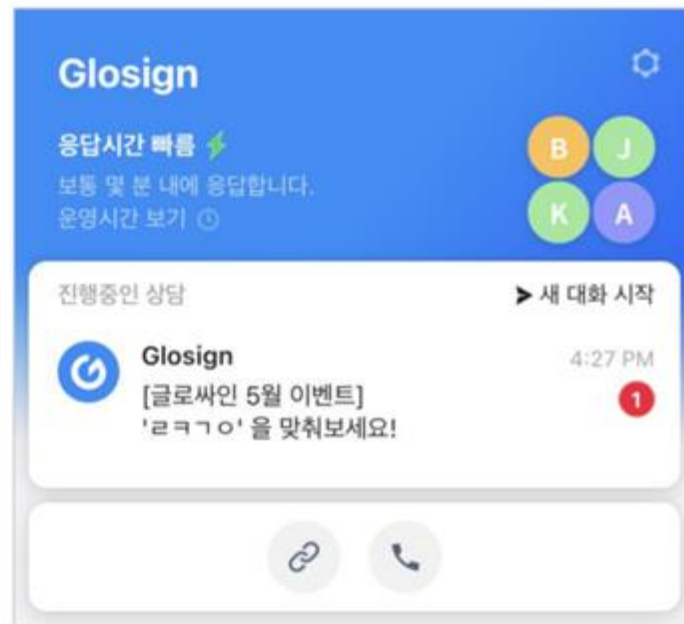 Glosign
응답시간 빠름
보통 몇 분 내에 응답합니다.
운영시간 보기
B J
K A
진행중인 상담
새 대화 시작
Glosign
4:27 PM
[글로싸인 5월 이벤트]
1
'ㄹㅋㄱㅇ' 을 맞춰보세요!